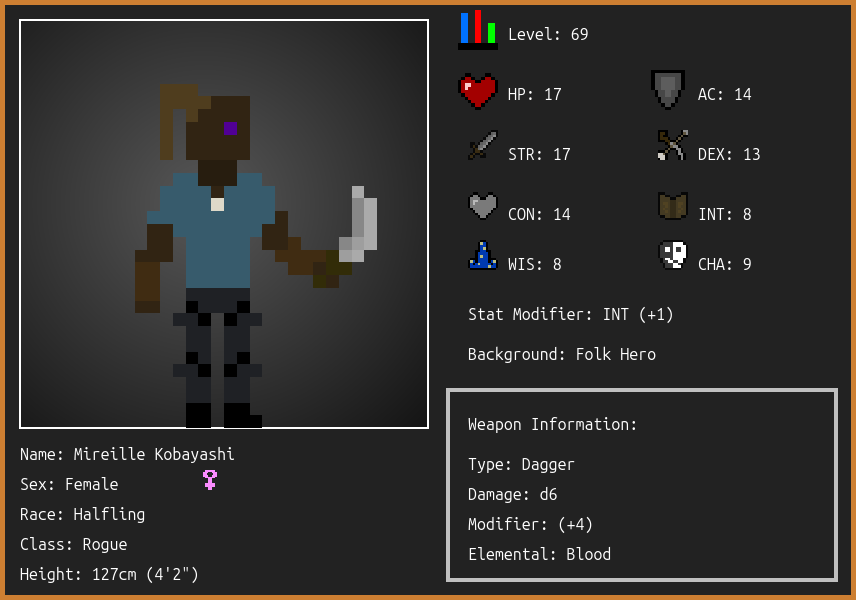 Level: 69
HP: 17
AC: 14
STR: 17
DEX: 13
CON: 14
INT: 8
WIS: 8
CHA: 9
Stat Modifier: INT (+1)
Background: Folk Hero
Weapon Information:
Type: Dagger
Damage: d6
Modifier: (+4)
Elemental: Blood
Name: Mireille Kobayashi
Sex: Female
Race: Halfling
Class: Rogue
Height: 127cm (4'2")